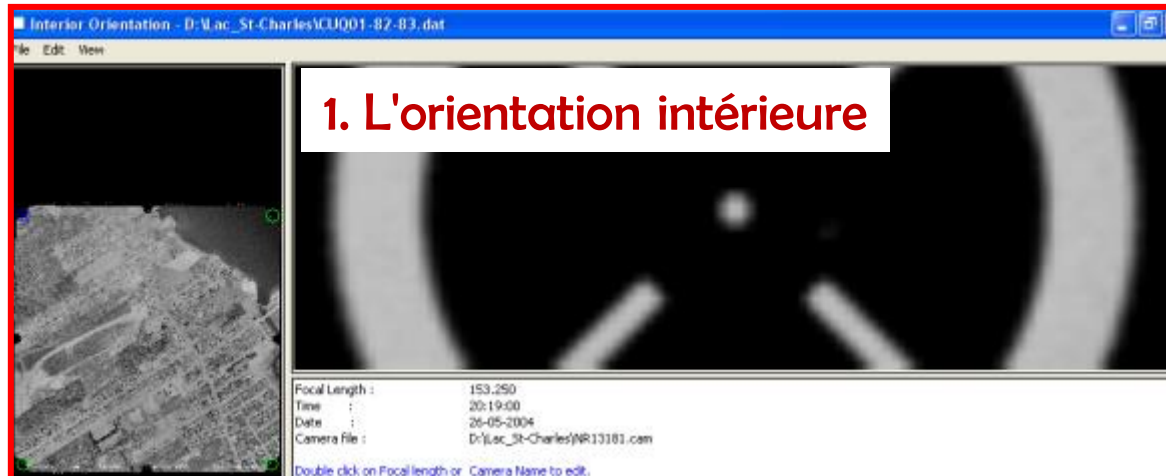 Interior Orientation - D:\Lac_St-Charles\CUQ01-82-83.dat
File Edit View
1. L'orientation intérieure
Focal Length : 153.250
Time : 20:19:00
Date : 26-05-2004
Camera file : D:\Lac_St-Charles\NR13181.cam
Double click on Focal length or Camera Name to edit.